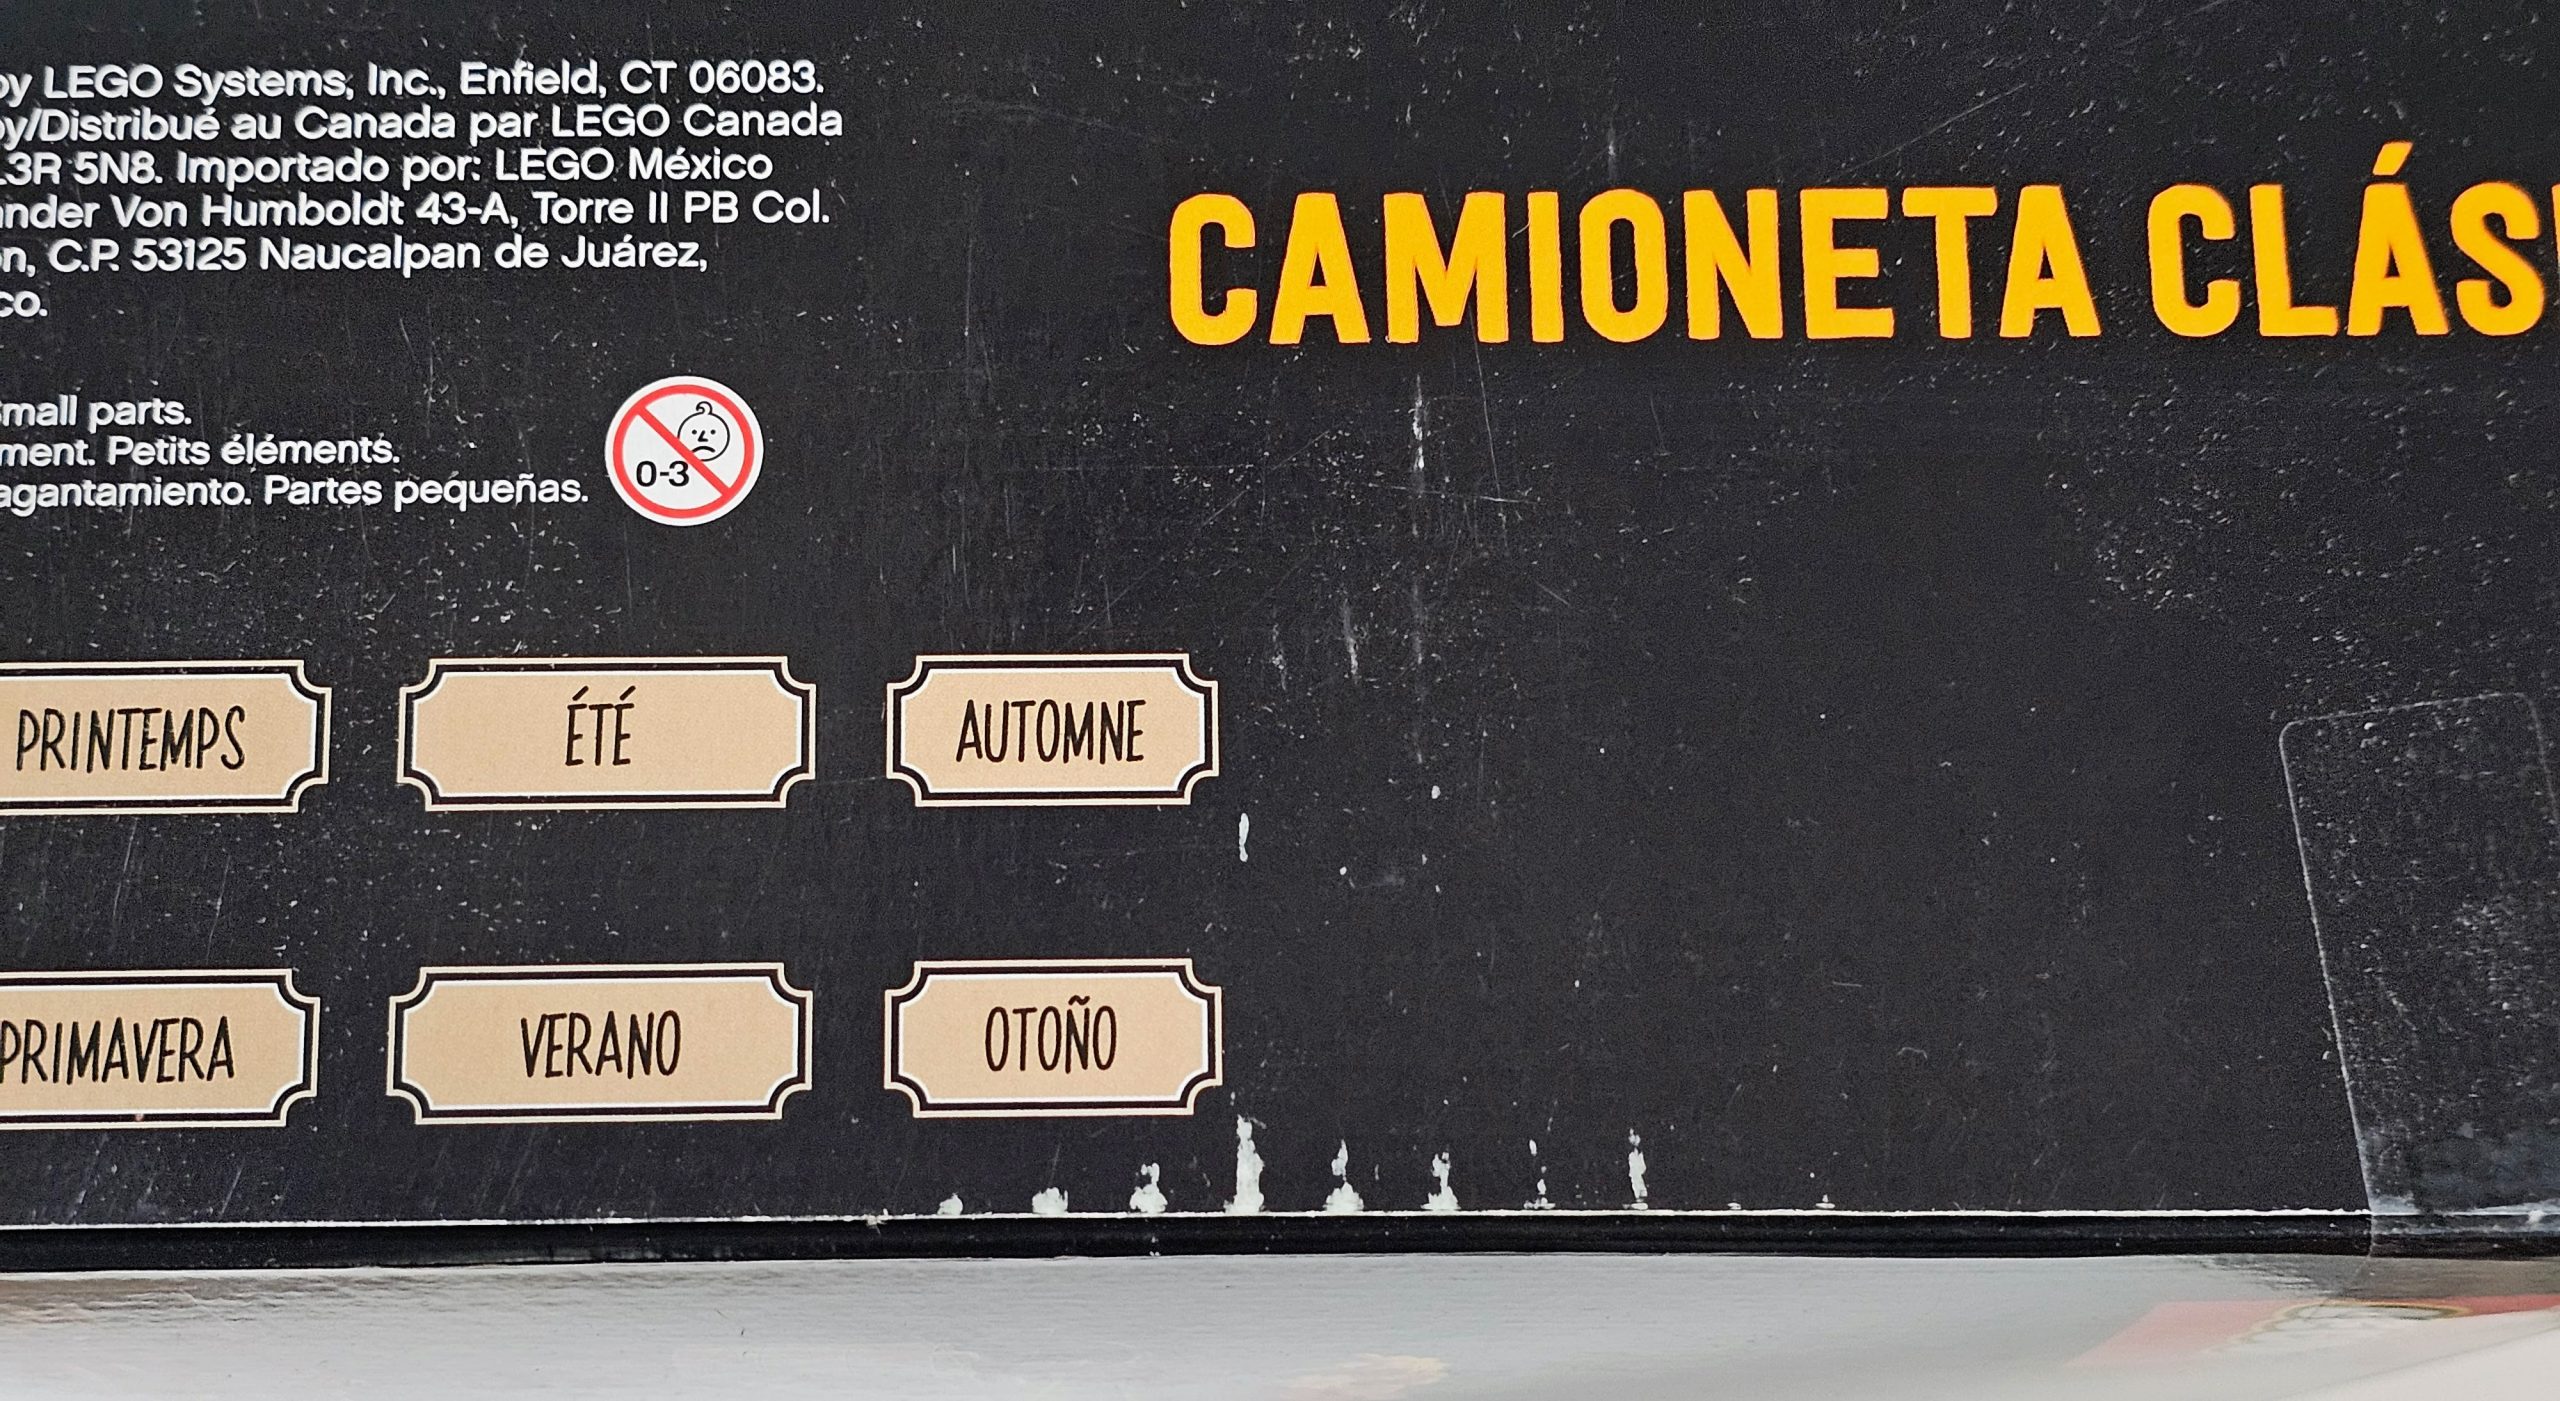 by LEGO Systems, Inc., Enfield, CT 06083.
by/Distribué au Canada par LEGO Canada
L3R 5N8. Importado por: LEGO México
ander Von Humboldt 43-A, Torre II PB Col.
on, C.P. 53125 Naucalpan de Juárez,
co.
CAMIONETA CLÁS
small parts.
ment. Petits éléments.
agantamiento. Partes pequeñas.
0-3
PRINTEMPS
ÉTÉ
AUTOMNE
PRIMAVERA
VERANO
OTOÑO